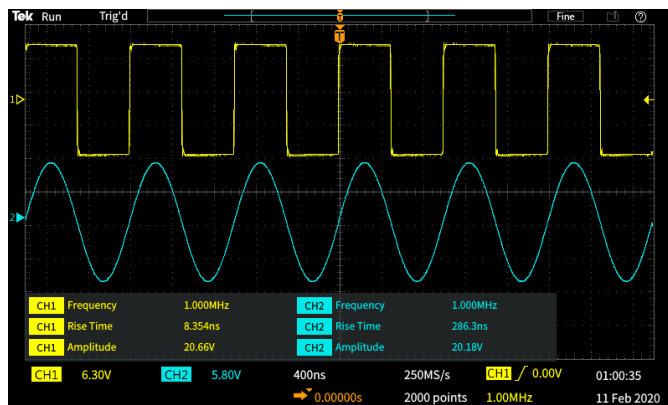 Tek Run Trig'd Fine
T
T
1
2
CH1 Frequency 1.000MHz CH2 Frequency 1.000MHz
CH1 Rise Time 8.354ns CH2 Rise Time 286.3ns
CH1 Amplitude 20.66V CH2 Amplitude 20.18V
CH1 6.30V CH2 5.80V 400ns 250MS/s CH1 0.00V 01:00:35
0.00000s 2000 points 1.00MHz 11 Feb 2020